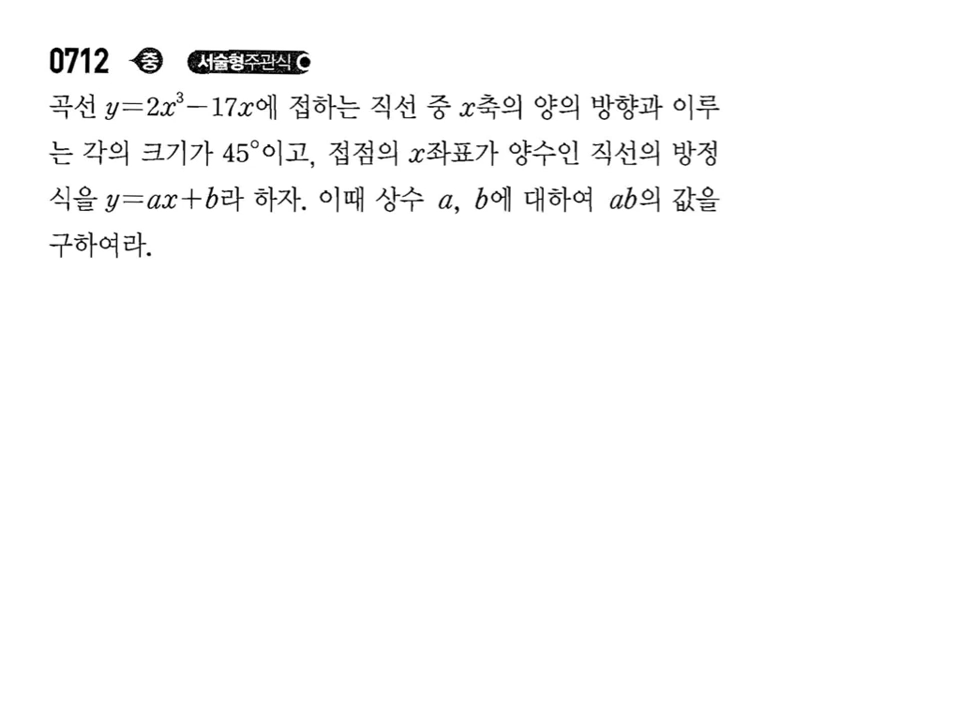 0712 중 서술형주관식
곡선 y=2x³-17x에 접하는 직선 중 x축의 양의 방향과 이루
는 각의 크기가 45°이고, 접점의 x좌표가 양수인 직선의 방정
식을 y=ax+b라 하자. 이때 상수 a, b에 대하여 ab의 값을
구하여라.